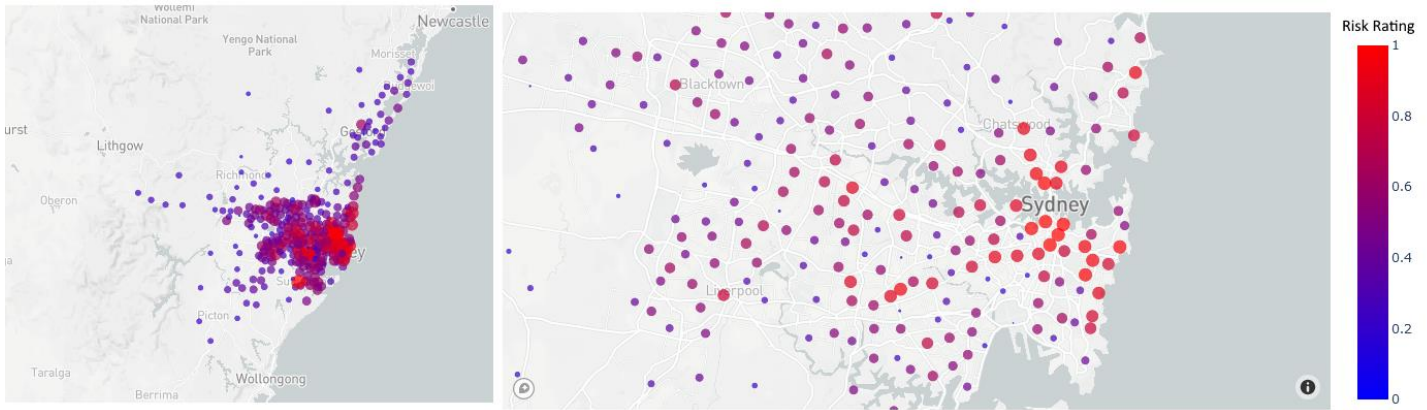 Wollemi
National Park
Newcastle
Yengo National
Park
Morisset
Lithgow
Richmond
Oberon
Picton
Wollongong
Taralga
Berrima
Blacktown
Chatswood
Sydney
Liverpool
Risk Rating
1
0.8
0.6
0.4
0.2
0